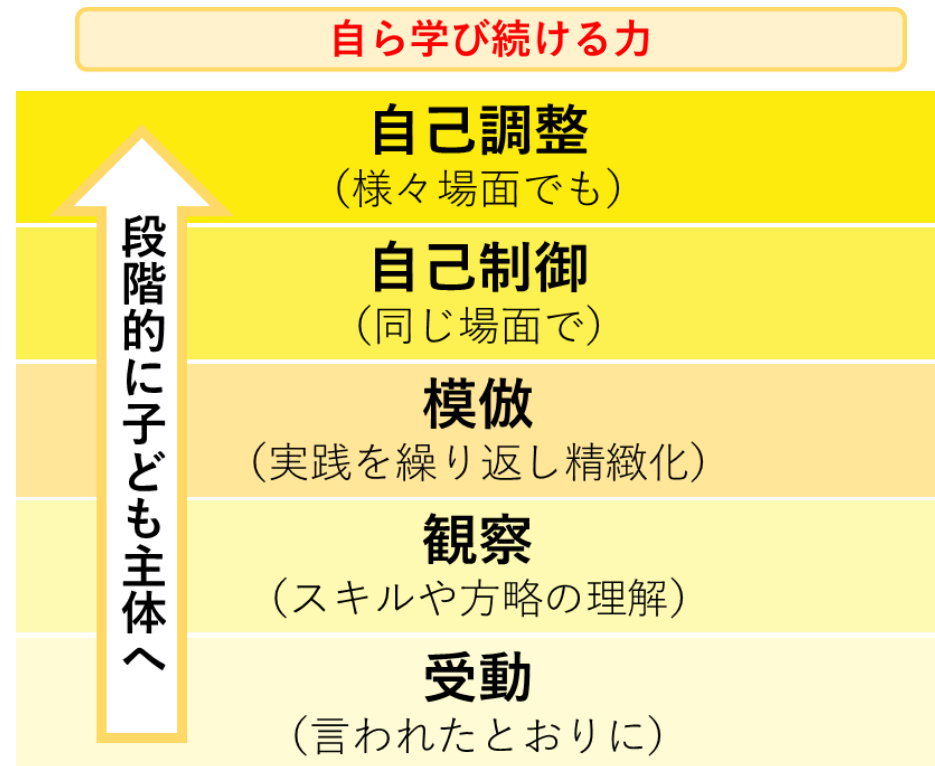 自ら学び続ける力
自己調整
（様々場面でも）
自己制御
（同じ場面で）
模倣
（実践を繰り返し精緻化）
観察
（スキルや方略の理解）
受動
（言われたとおりに）
段階的に子ども主体へ